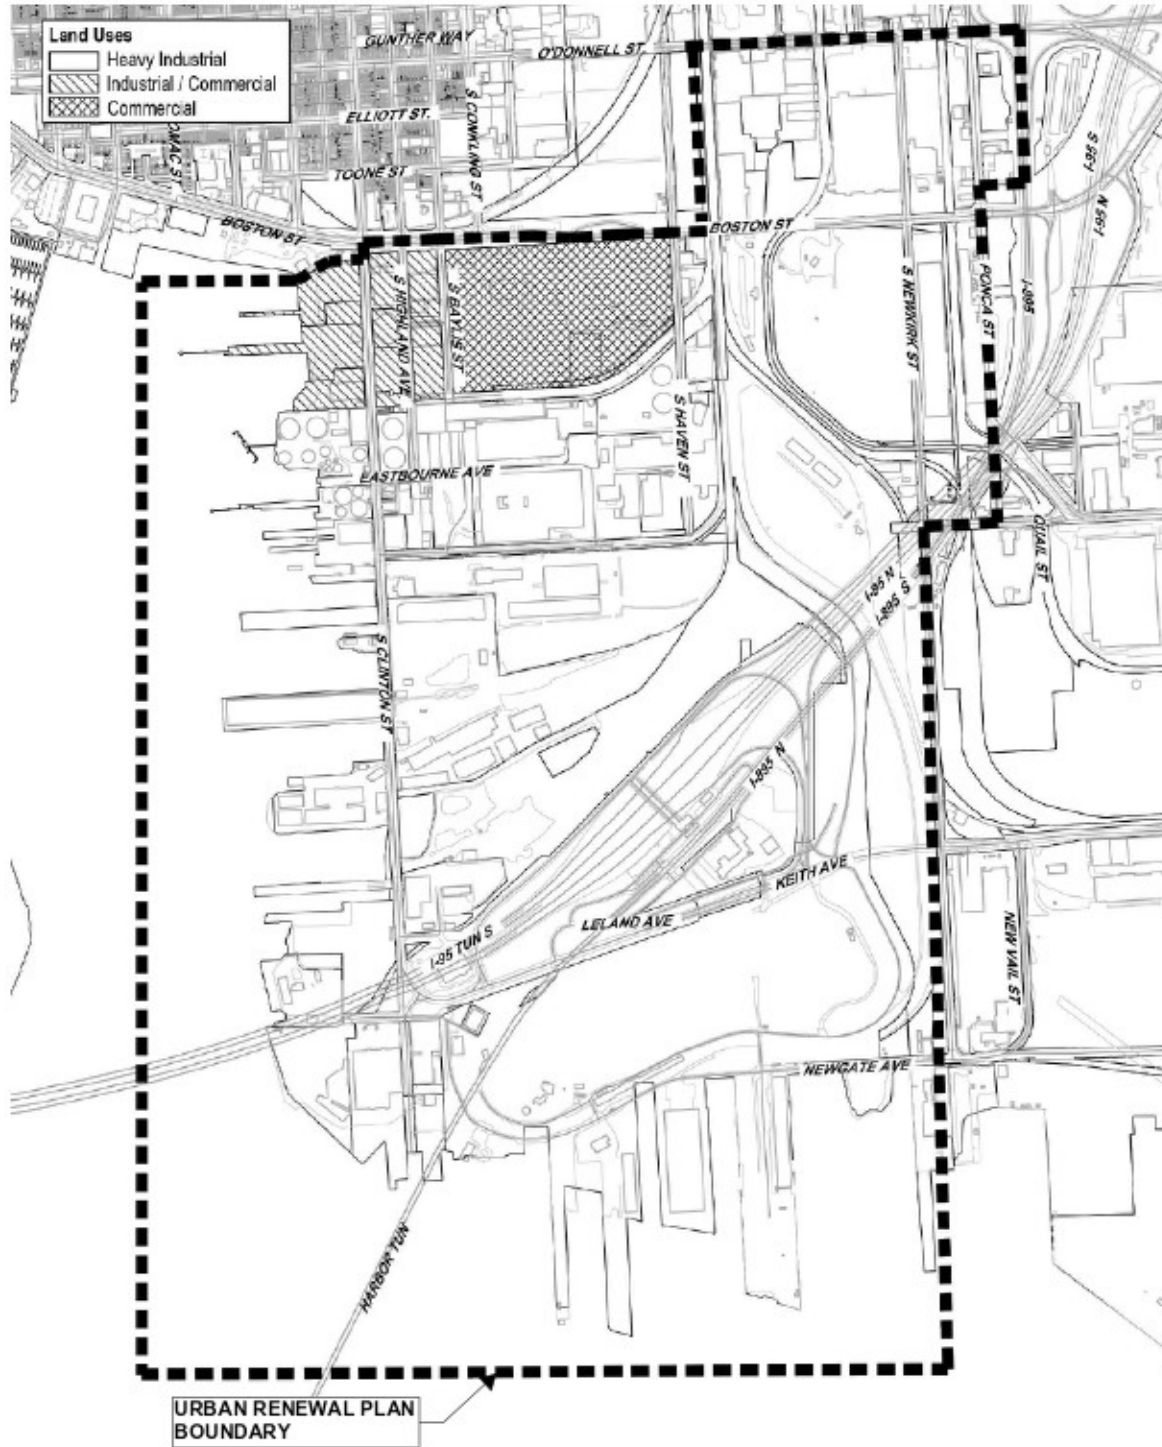 Land Uses
Heavy Industrial
Industrial / Commercial
Commercial
GUNTHER WAY
O'DONNELL ST.
S CONKLING ST
ELLIOTT ST.
OMAC ST
TOONE ST
BOSTON ST
BOSTON ST
I-95 S
I-95 N
I-895
PONCA ST
S NEWKIRK ST
S HIGHLAND AVE
S BAYLIS ST
S HAVEN ST
EASTBOURNE AVE
QUAIL ST
I-95 N
I-895 S
S CLINTON ST
I-895 N
KEITH AVE
LELAND AVE
I-95 TUN S
NEW VAIL ST
NEWGATE AVE
HARBOR TUN
URBAN RENEWAL PLAN
BOUNDARY